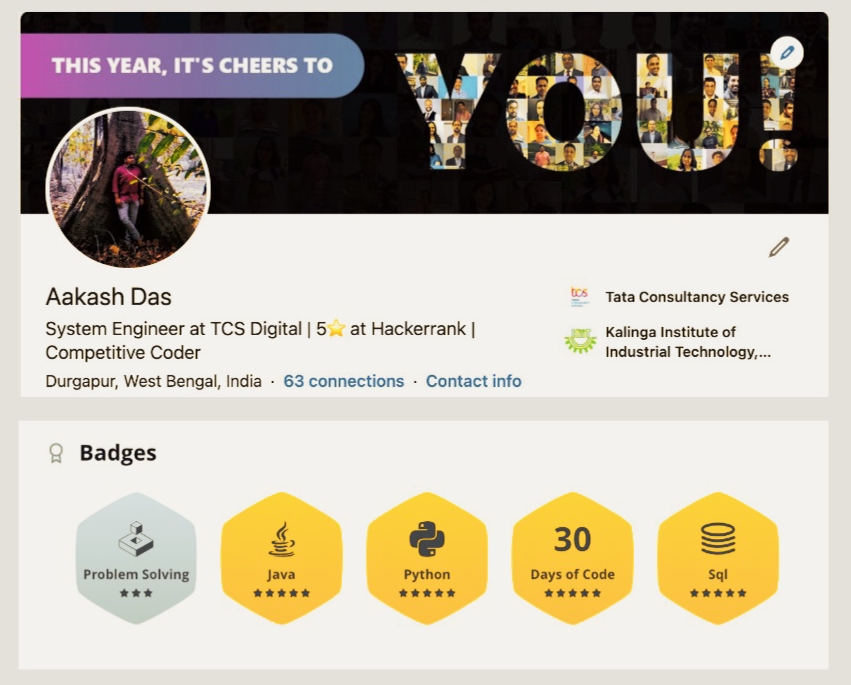 THIS YEAR, IT'S CHEERS TO
YOU!
Aakash Das
System Engineer at TCS Digital | 5⭐ at Hackerrank |
Competitive Coder
Durgapur, West Bengal, India · 63 connections · Contact info
tcs
Tata Consultancy Services
Kalinga Institute of
Industrial Technology,...
Badges
Problem Solving
Java
Python
30
Days of Code
Sql